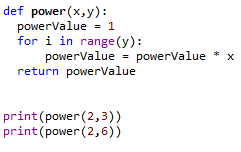 def power(x,y):
  powerValue = 1
  for i in range(y):
      powerValue = powerValue * x
  return powerValue

print(power(2,3))
print(power(2,6))